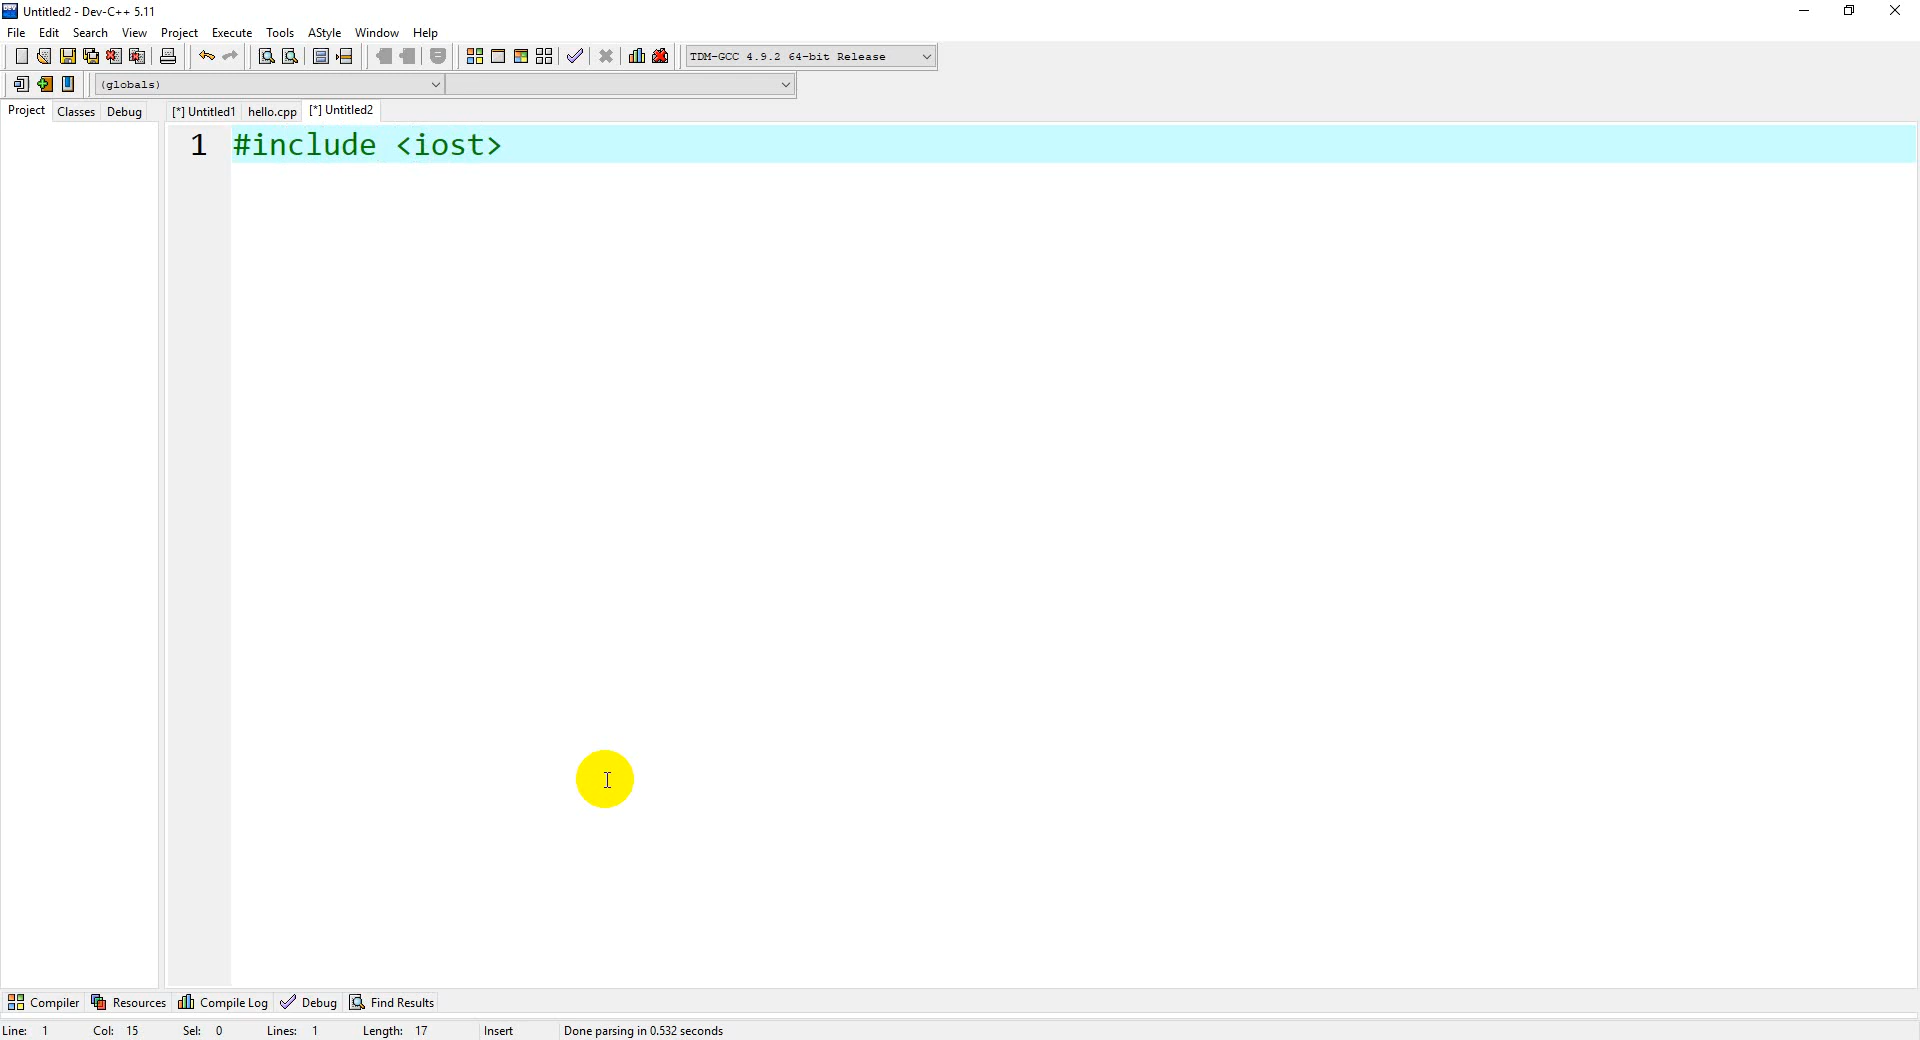 Untitled2 - Dev-C++ 5.11
File Edit Search View Project Execute Tools AStyle Window Help
TDM-GCC 4.9.2 64-bit Release
(globals)
Project Classes Debug [*] Untitled1 hello.cpp [*] Untitled2
1 #include <iost>
Compiler Resources Compile Log Debug Find Results
Line: 1 Col: 15 Sel: 0 Lines: 1 Length: 17 Insert Done parsing in 0.532 seconds